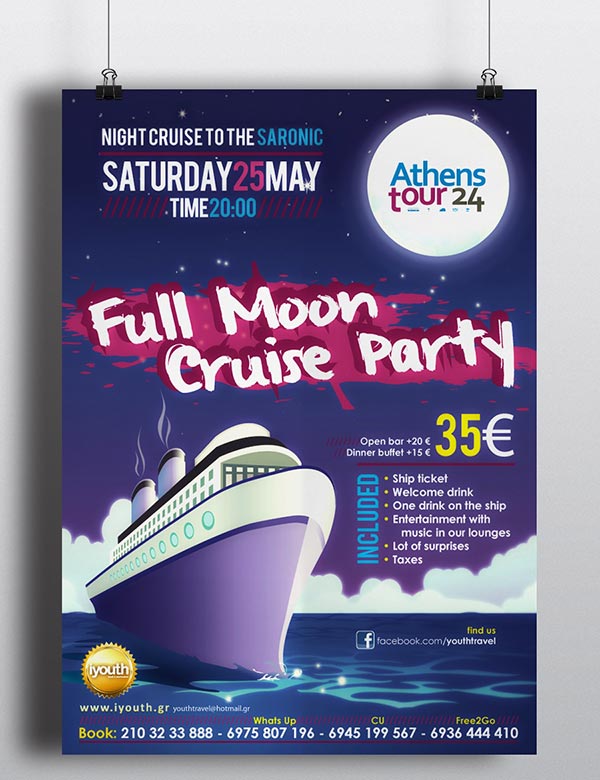 NIGHT CRUISE TO THE SARONIC
SATURDAY25MAY
TIME20:00
Athens
tour 24
Full Moon
Cruise Party
Open bar +20 €
Dinner buffet +15 €
35€
INCLUDED
• Ship ticket
• Welcome drink
• One drink on the ship
• Entertainment with
music in our lounges
• Lot of surprises
• Taxes
find us
f facebook.com/youthtravel
iyouth
www.iyouth.gr youthtravel@hotmail.gr
Whats Up CU Free2Go
Book: 210 32 33 888 - 6975 807 196 - 6945 199 567 - 6936 444 410